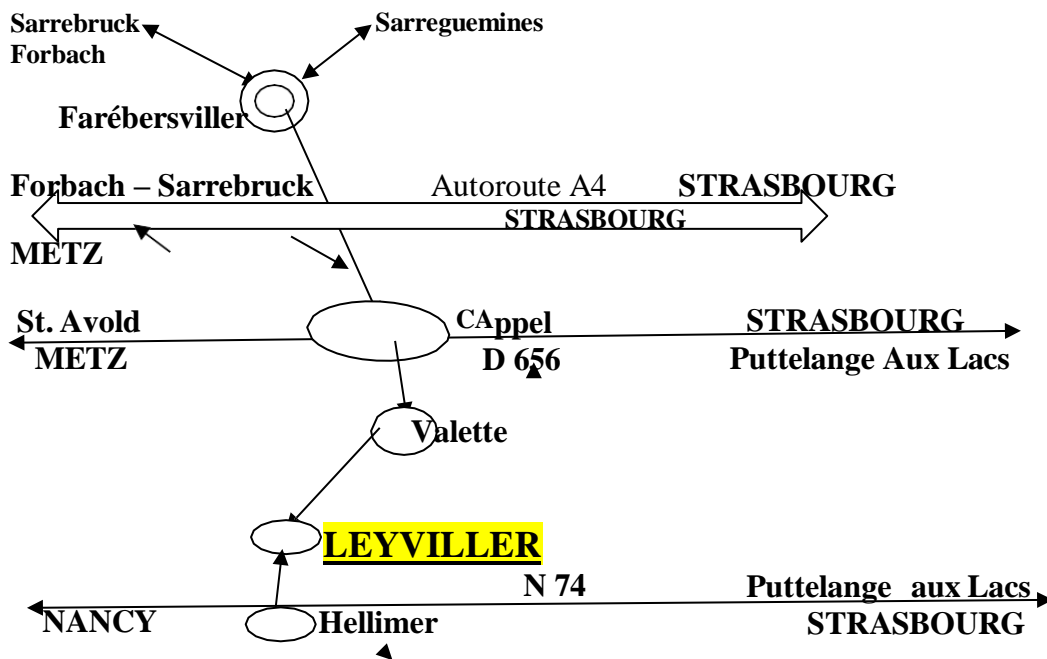 Sarrebruck Sarreguemines
Forbach
Farébersviller
Forbach – Sarrebruck Autoroute A4 STRASBOURG
STRASBOURG
METZ
St. Avold CAppel STRASBOURG
METZ D 656 Puttelange Aux Lacs
Valette
LEYVILLER
N 74 Puttelange aux Lacs
NANCY Hellimer STRASBOURG